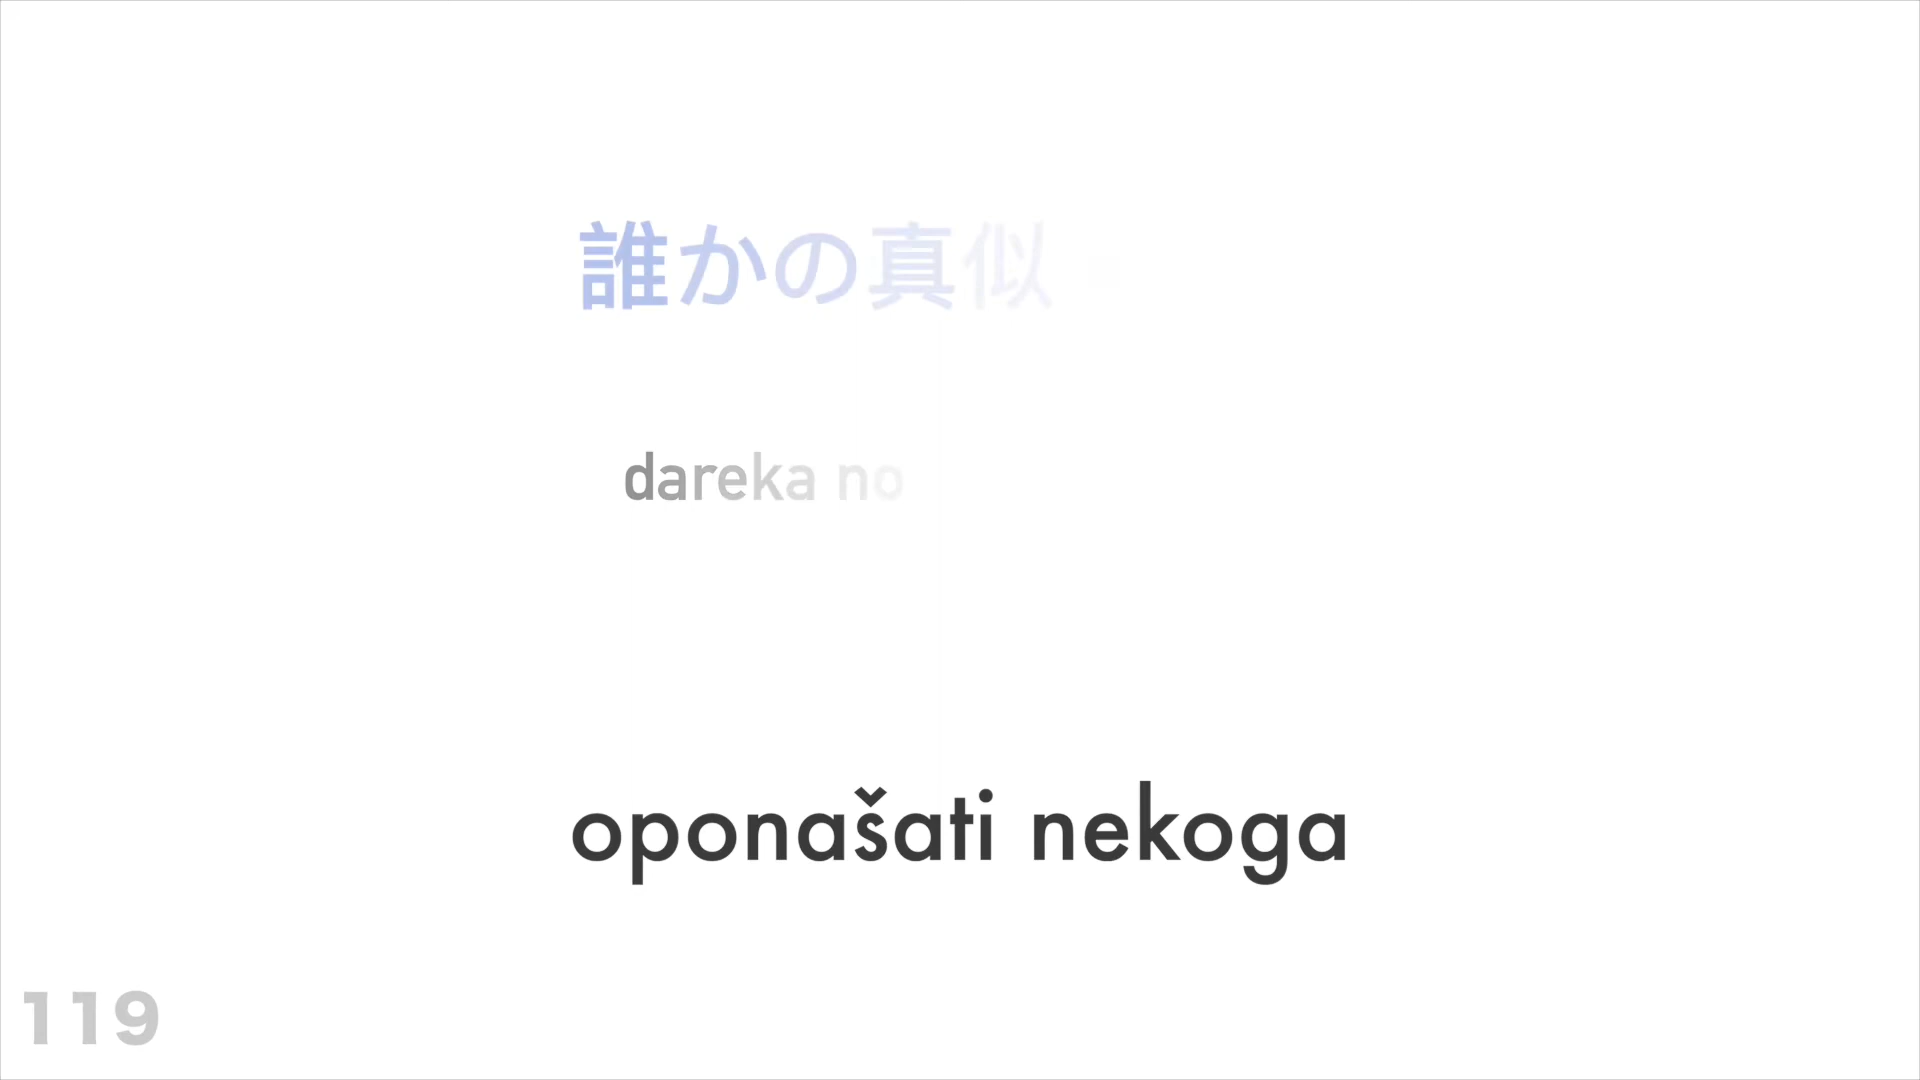 誰かの真似
dareka no
oponašati nekoga
119